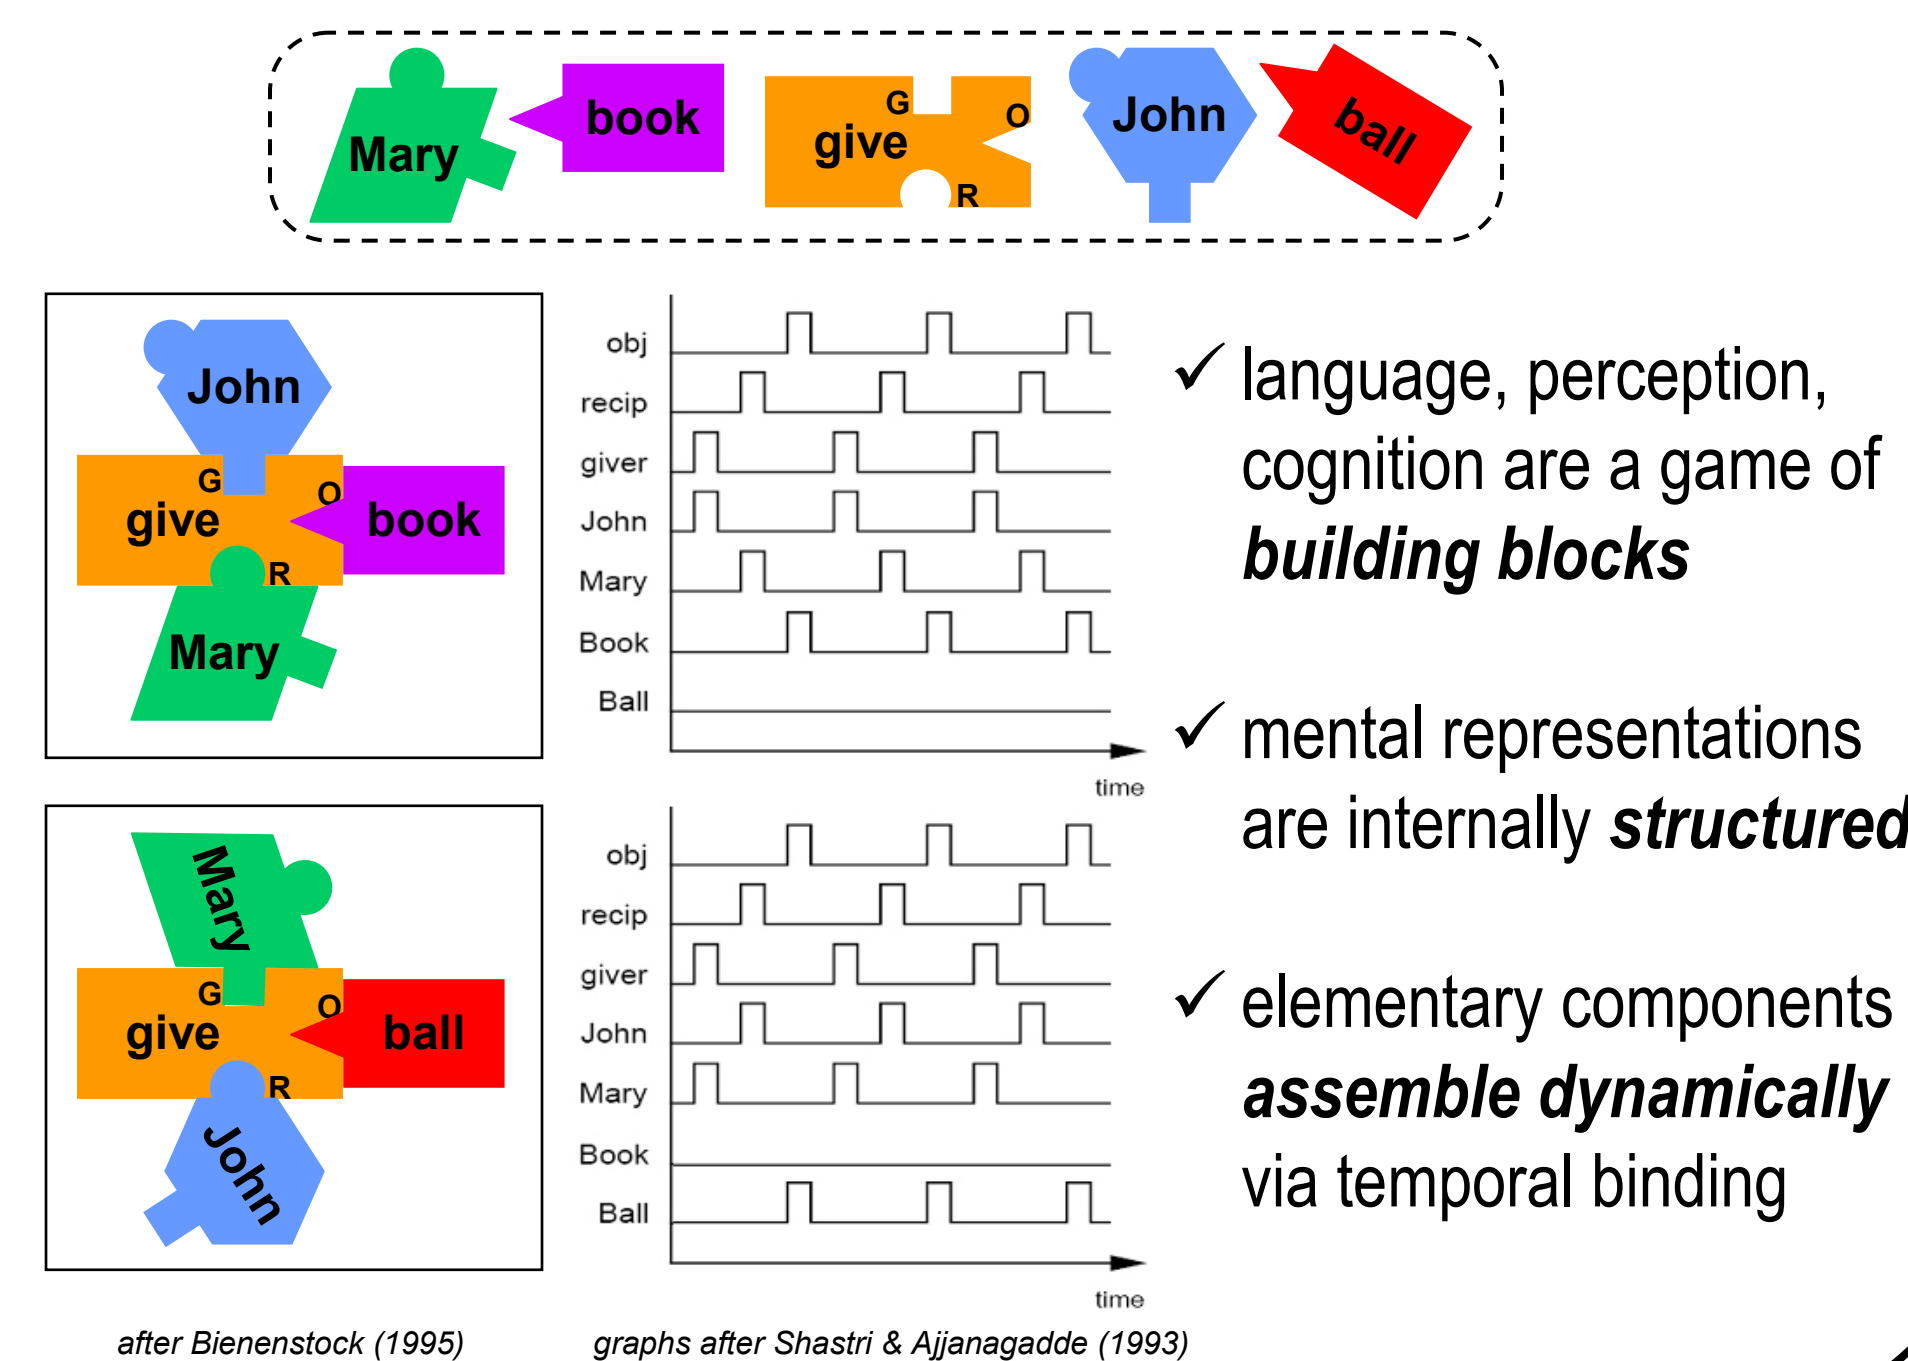 Mary
book
give
G
O
R
John
ball
John
give
G
O
book
R
Mary
obj
recip
giver
John
Mary
Book
Ball
time
✓ language, perception,
cognition are a game of
building blocks
✓ mental representations
are internally structured
✓ elementary components
assemble dynamically
via temporal binding
Mary
give
G
O
ball
R
John
obj
recip
giver
John
Mary
Book
Ball
time
after Bienenstock (1995)
graphs after Shastri & Ajjanagadde (1993)